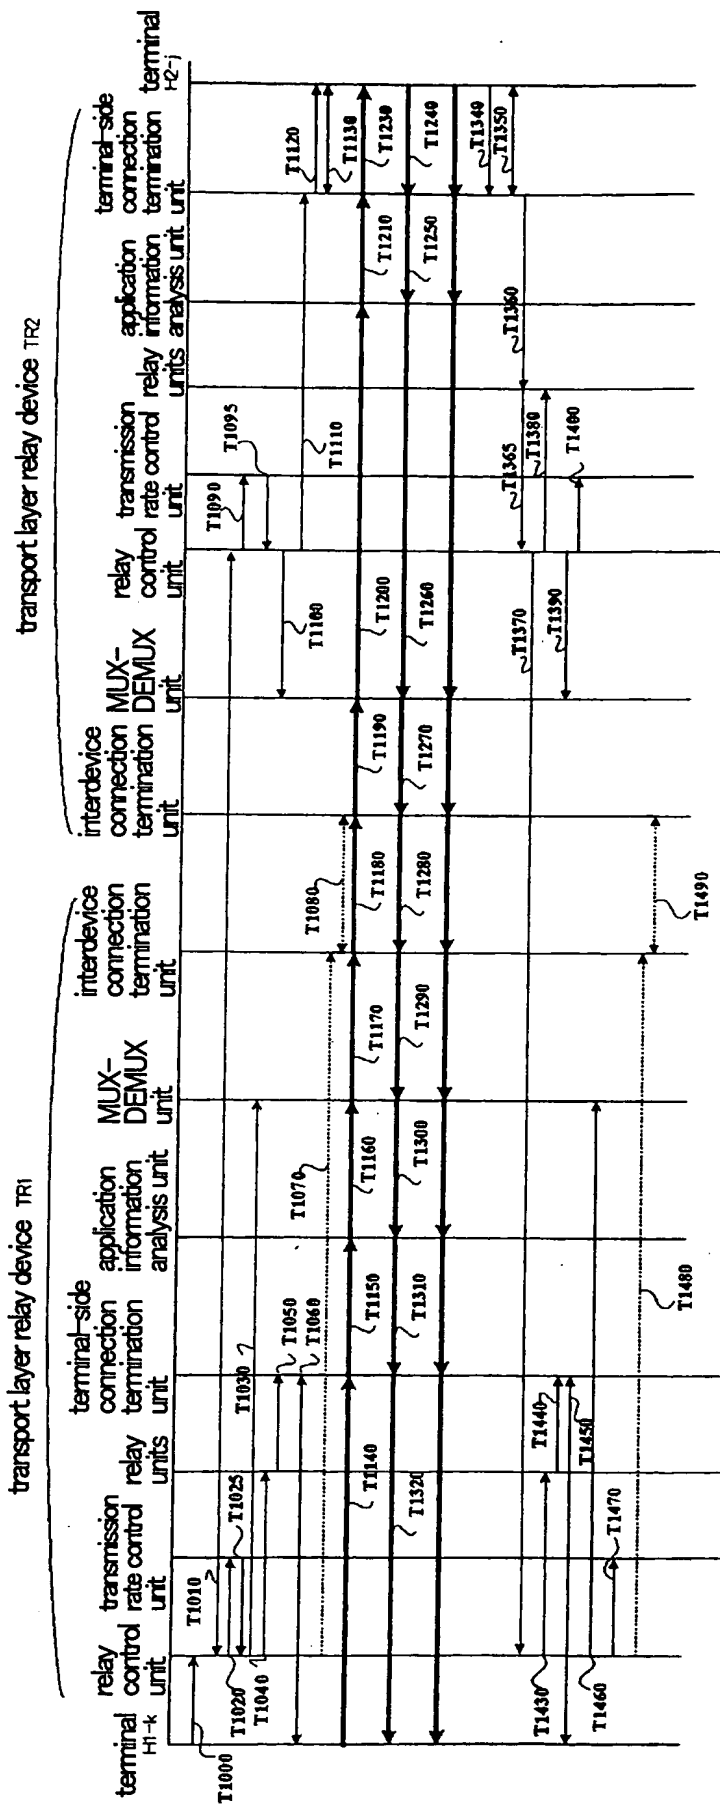 transport layer relay device TR1
transport layer relay device TR2
terminal
H1-k
relay
control
unit
transmission
rate control
unit
relay
units
terminal-side
connection
termination
unit
application
information
analysis unit
MUX-
DEMUX
unit
interdevice
connection
termination
unit
interdevice
connection
termination
unit
MUX-
DEMUX
unit
relay
control
unit
transmission
rate control
unit
relay
units
application
information
analysis unit
terminal-side
connection
termination
unit
terminal
H2-j
T1000
T1010
T1020
T1025
T1030
T1040
T1050
T1060
T1070
T1080
T1090
T1095
T1100
T1110
T1120
T1130
T1140
T1150
T1160
T1170
T1180
T1190
T1200
T1210
T1230
T1240
T1250
T1260
T1270
T1280
T1290
T1300
T1310
T1320
T1340
T1350
T1360
T1365
T1370
T1380
T1390
T1400
T1430
T1440
T1450
T1460
T1470
T1480
T1490